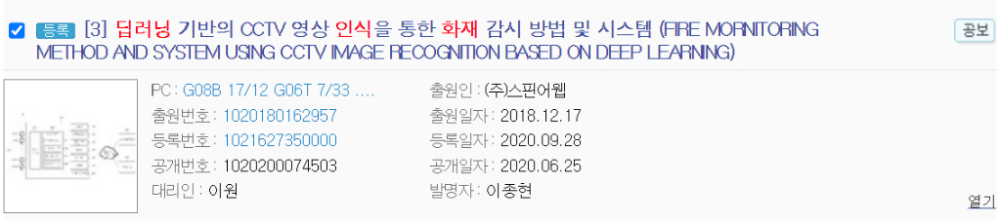 등록 [3] 딥러닝 기반의 CCTV 영상 인식을 통한 화재 감시 방법 및 시스템 (FIRE MORNITORING 공보
METHOD AND SYSTEM USING CCTV IMAGE RECOGNITION BASED ON DEEP LEARNING)
PC : G08B 17/12 G06T 7/33 .... 출원인 : (주)스핀어웹
출원번호 : 1020180162957 출원일자 : 2018.12.17
등록번호 : 1021627350000 등록일자 : 2020.09.28
공개번호 : 1020200074503 공개일자 : 2020.06.25
대리인 : 이원 발명자 : 이종현
열기